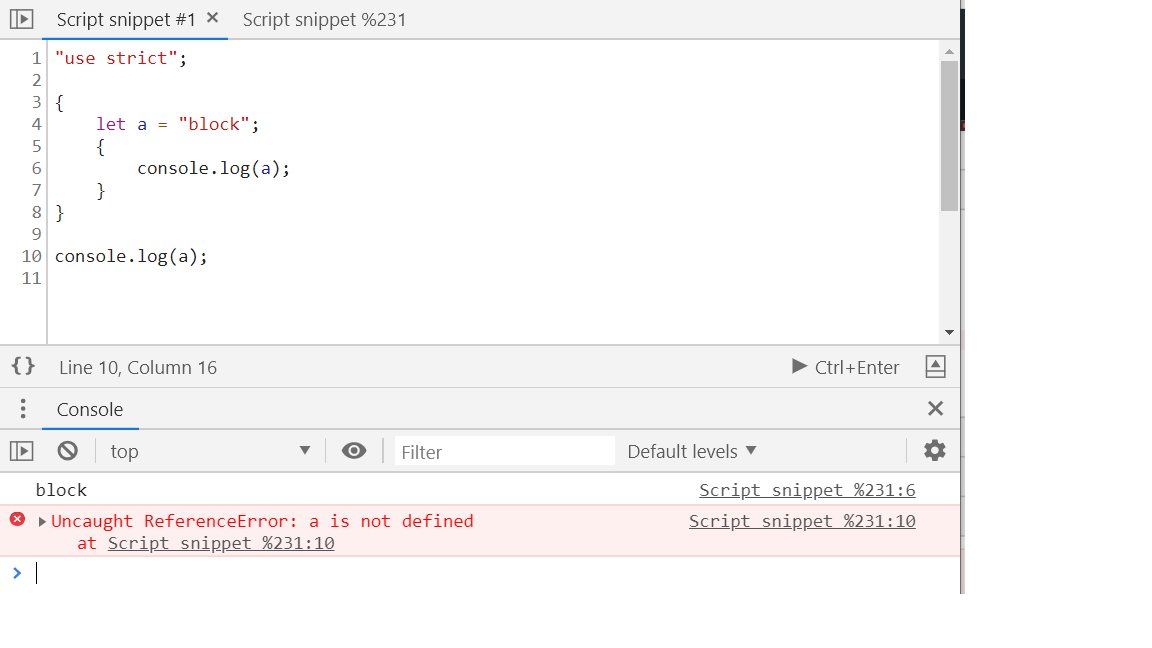 Script snippet #1 × Script snippet %231
1 "use strict";
2
3 {
4     let a = "block";
5     {
6         console.log(a);
7     }
8 }
9
10 console.log(a);
11
{} Line 10, Column 16 ▶ Ctrl+Enter
Console
top ▼ Filter Default levels ▼
block Script snippet %231:6
Uncaught ReferenceError: a is not defined Script snippet %231:10
at Script snippet %231:10
>